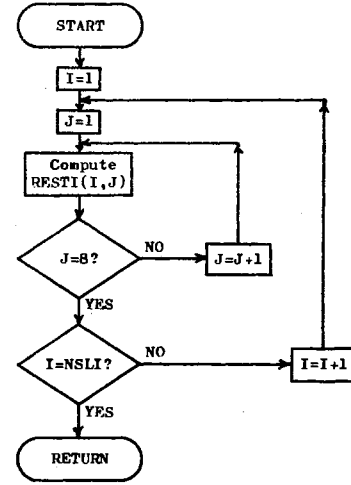 START
I=1
J=1
Compute
RESTI(I,J)
J=8?
NO
J=J+1
YES
I=NSLI?
NO
I=I+1
YES
RETURN